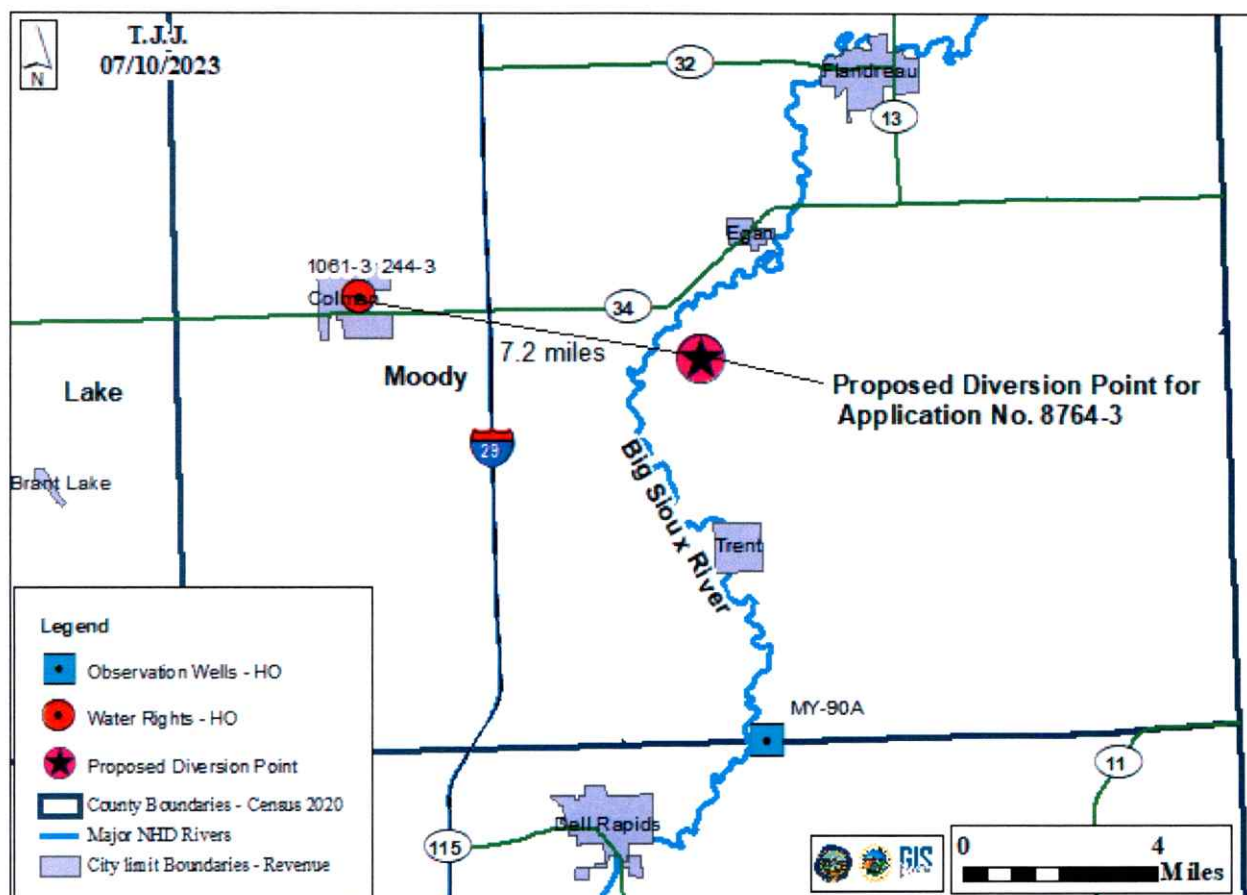 T.J.J.
07/10/2023
N
32
Flandreau
13
Egan
1061-3; 244-3
Colman
34
7.2 miles
Moody
Lake
Proposed Diversion Point for
Application No. 8764-3
29
Brant Lake
Big Sioux River
Trent
MY-90A
11
Dell Rapids
115
Legend
Observation Wells - HO
Water Rights - HO
Proposed Diversion Point
County Boundaries - Census 2020
Major NHD Rivers
City limit Boundaries - Revenue
GIS
0 4
Miles